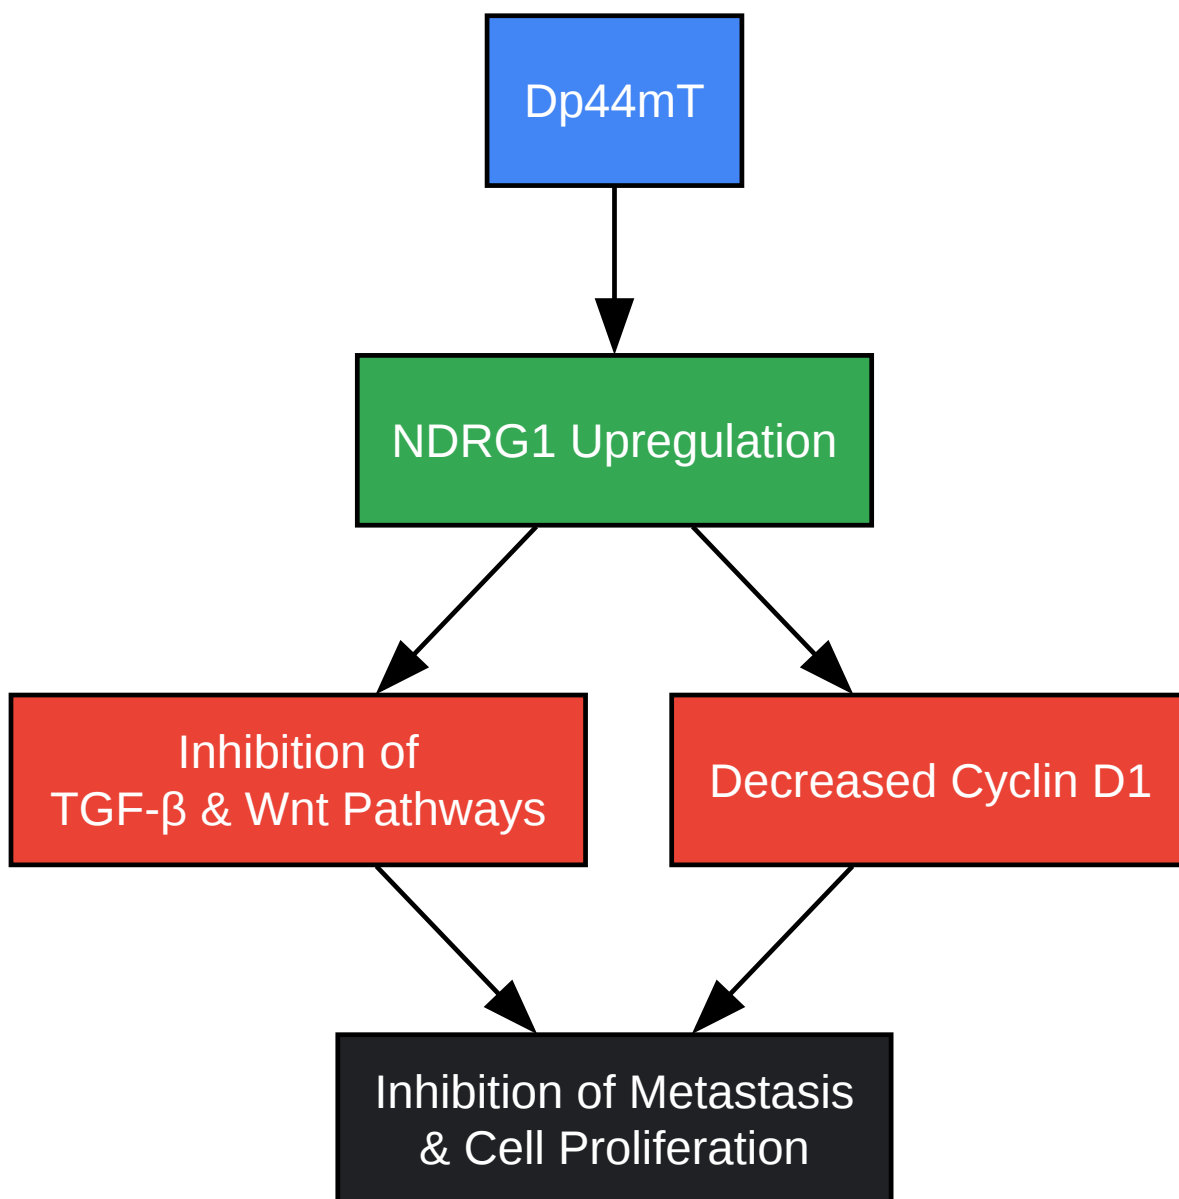 Dp44mT
NDRG1 Upregulation
Inhibition of
TGF-β & Wnt Pathways
Decreased Cyclin D1
Inhibition of Metastasis
& Cell Proliferation